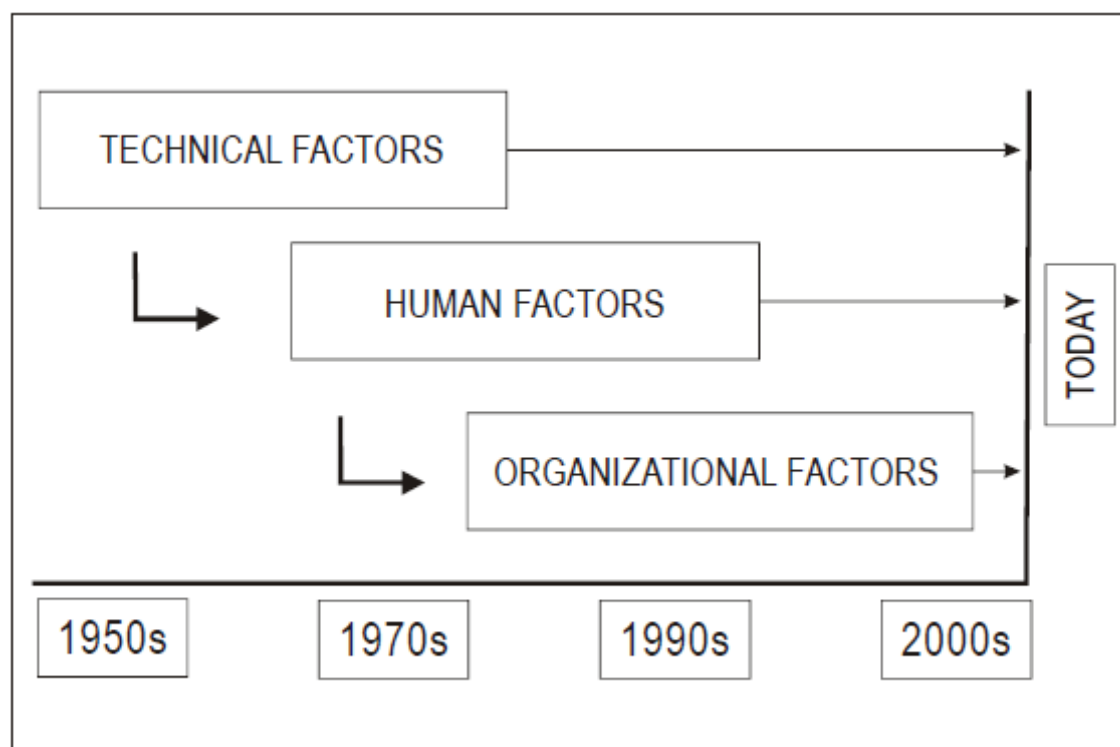 TECHNICAL FACTORS
HUMAN FACTORS
TODAY
ORGANIZATIONAL FACTORS
1950s
1970s
1990s
2000s